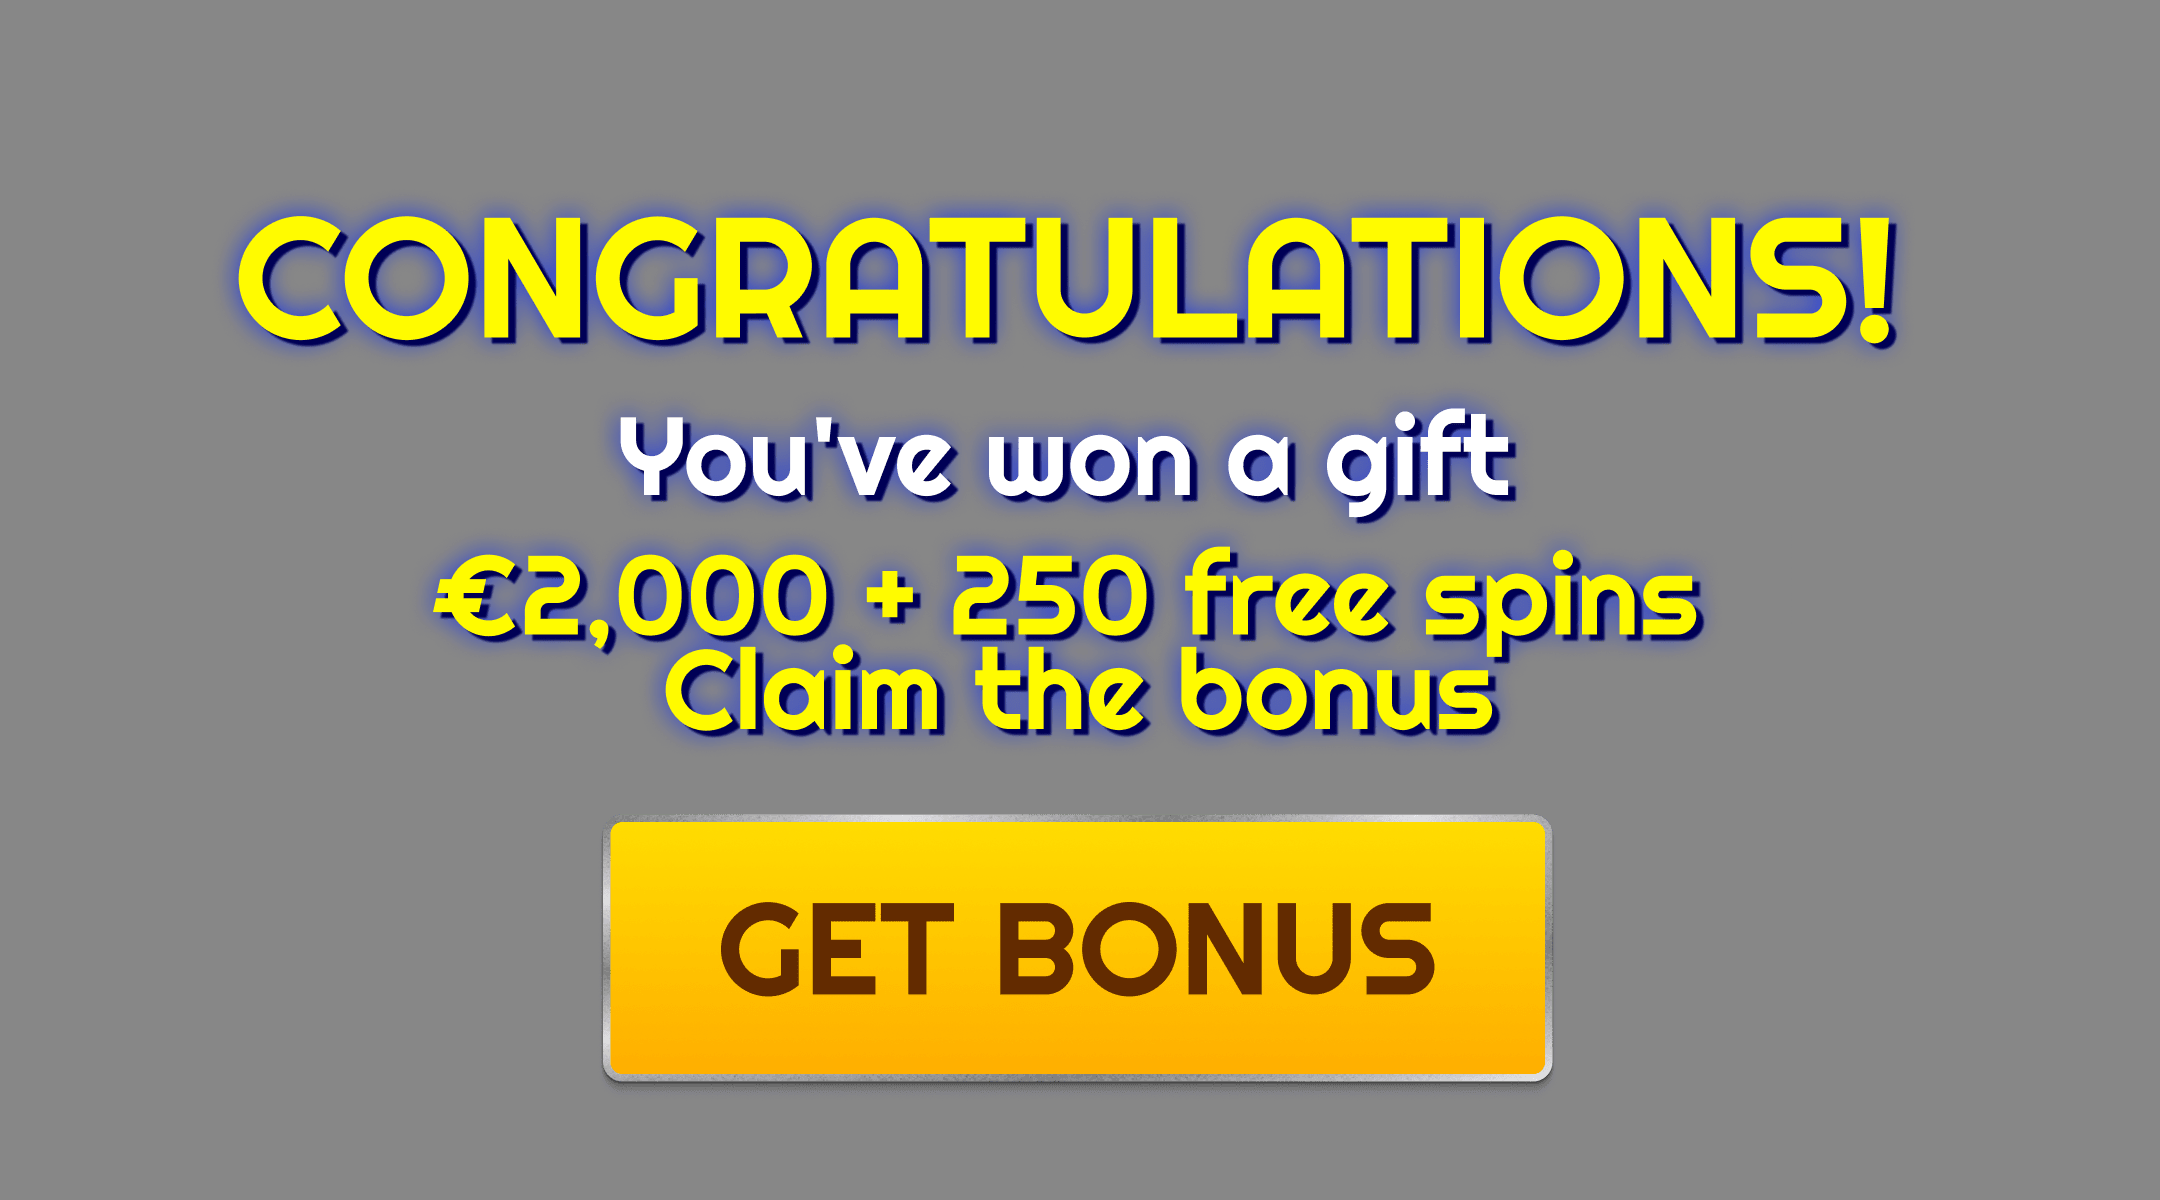 CONGRATULATIONS!
You've won a gift
€2,000 + 250 free spins
Claim the bonus
GET BONUS